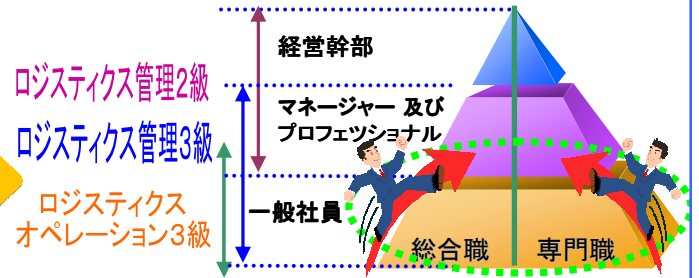 ロジスティクス管理２級
ロジスティクス管理３級
ロジスティクス
オペレーション３級
経営幹部
マネージャー 及び
プロフェッショナル
一般社員
総合職
専門職